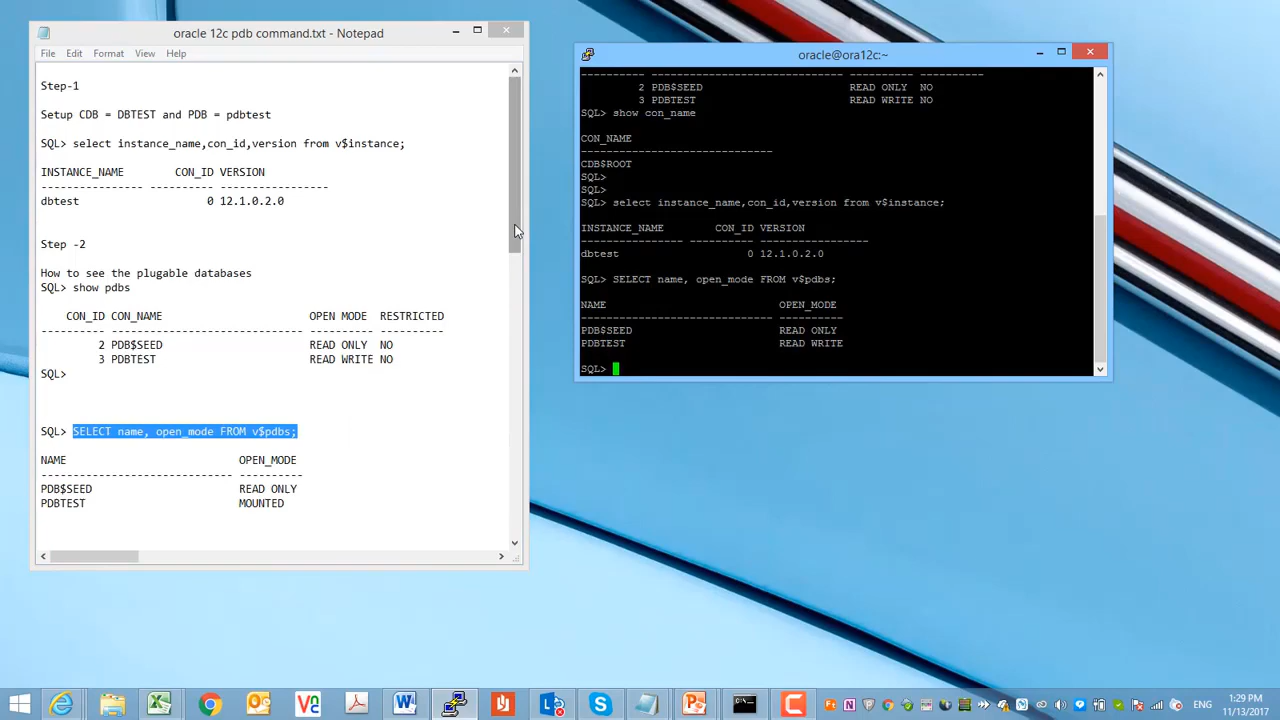 oracle 12c pdb command.txt - Notepad
File Edit Format View Help
Step-1
Setup CDB = DBTEST and PDB = pdbtest
SQL> select instance_name,con_id,version from v$instance;
INSTANCE_NAME CON_ID VERSION
---------------- ---------- -----------------
dbtest 0 12.1.0.2.0
Step -2
How to see the plugable databases
SQL> show pdbs
CON_ID CON_NAME OPEN MODE RESTRICTED
---------- ------------------------------ ---------- ----------
2 PDB$SEED READ ONLY NO
3 PDBTEST READ WRITE NO
SQL>
SQL> SELECT name, open_mode FROM v$pdbs;
NAME OPEN_MODE
------------------------------ ----------
PDB$SEED READ ONLY
PDBTEST MOUNTED
oracle@ora12c:~
---------- ------------------------------ ---------- ----------
2 PDB$SEED READ ONLY NO
3 PDBTEST READ WRITE NO
SQL> show con_name
CON_NAME
------------------------------
CDB$ROOT
SQL>
SQL>
SQL> select instance_name,con_id,version from v$instance;
INSTANCE_NAME CON_ID VERSION
---------------- ---------- -----------------
dbtest 0 12.1.0.2.0
SQL> SELECT name, open_mode FROM v$pdbs;
NAME OPEN_MODE
------------------------------ ----------
PDB$SEED READ ONLY
PDBTEST READ WRITE
SQL>
ENG
1:29 PM
11/13/2017